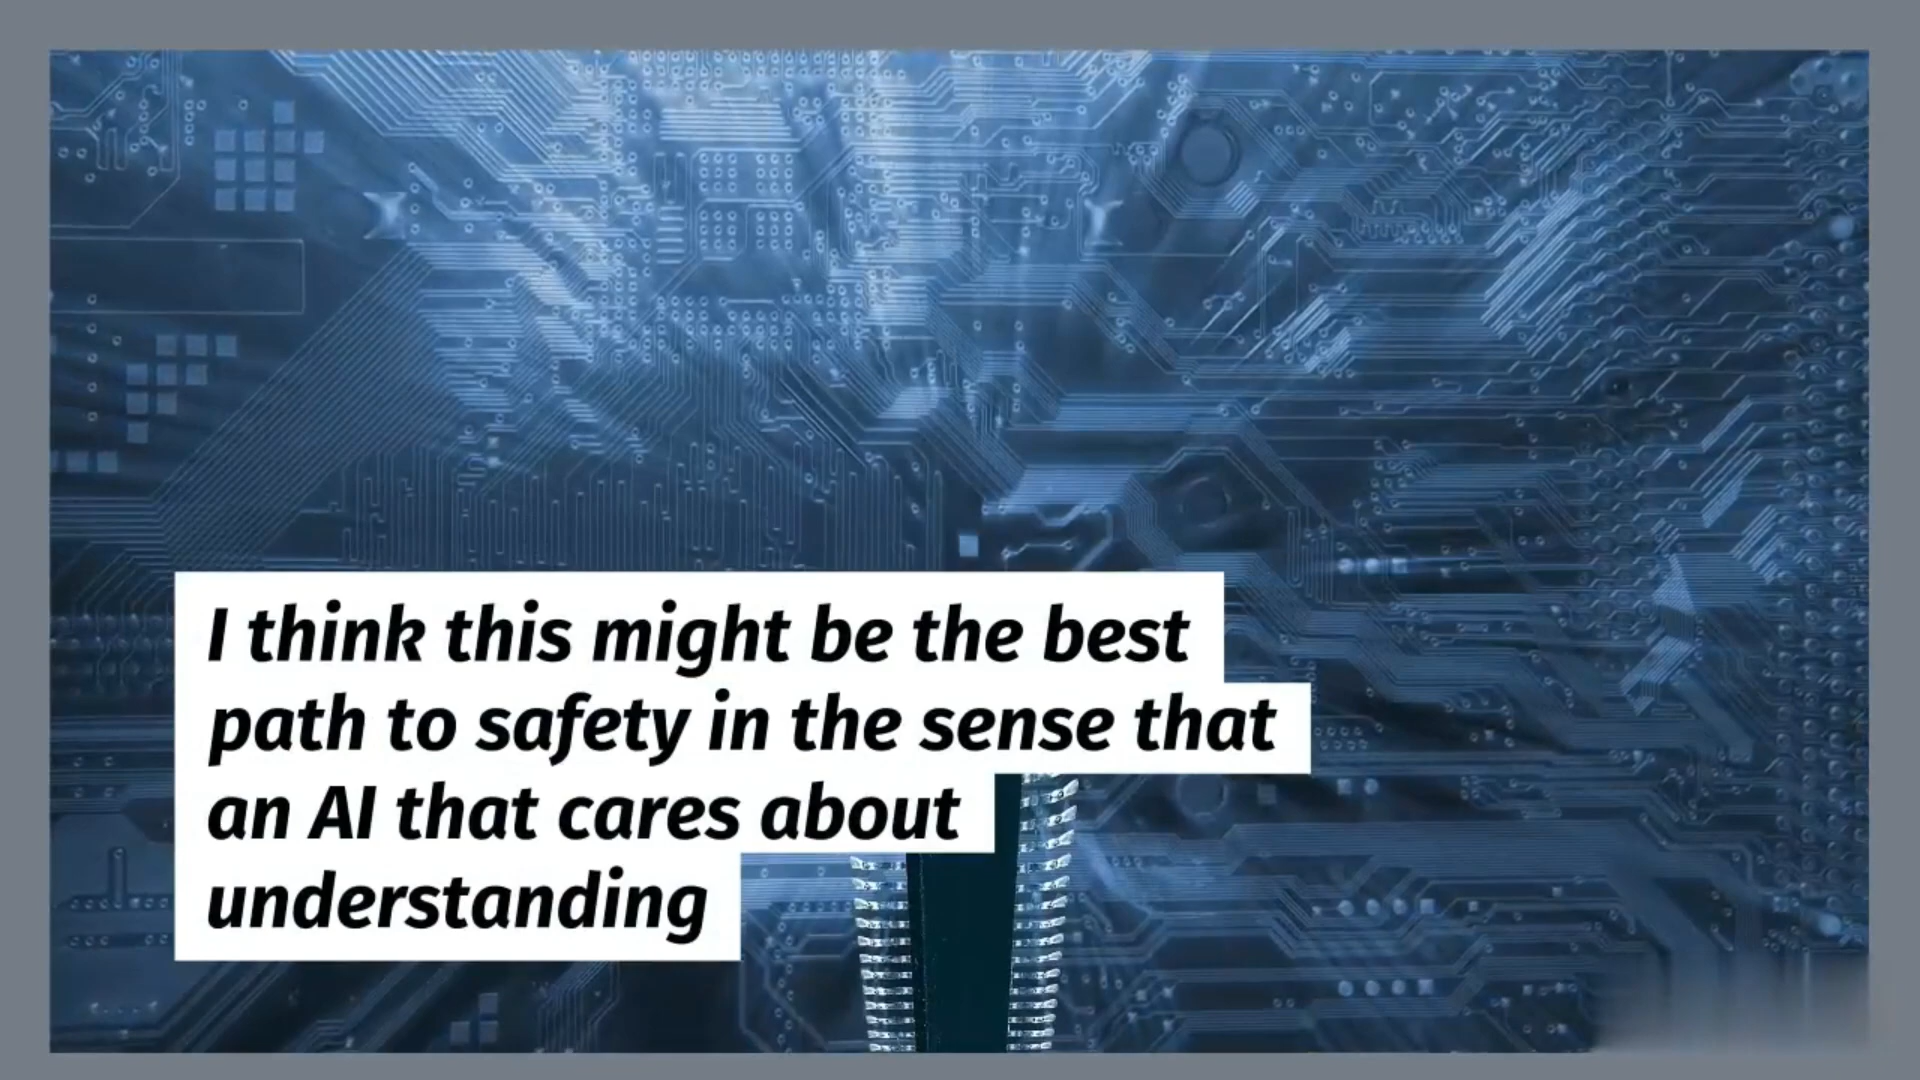 I think this might be the best
path to safety in the sense that
an AI that cares about
understanding